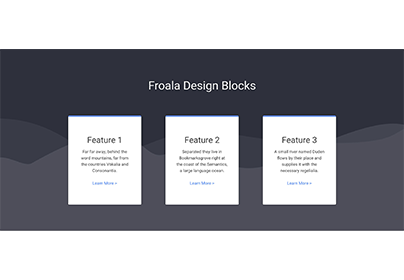 Froala Design Blocks
Feature 1
Far far away, behind the
word mountains, far from
the countries Vokalia and
Consonantia.
Learn More »
Feature 2
Separated they live in
Bookmarksgrove right at
the coast of the Semantics,
a large language ocean.
Learn More »
Feature 3
A small river named Duden
flows by their place and
supplies it with the
necessary regelialia.
Learn More »